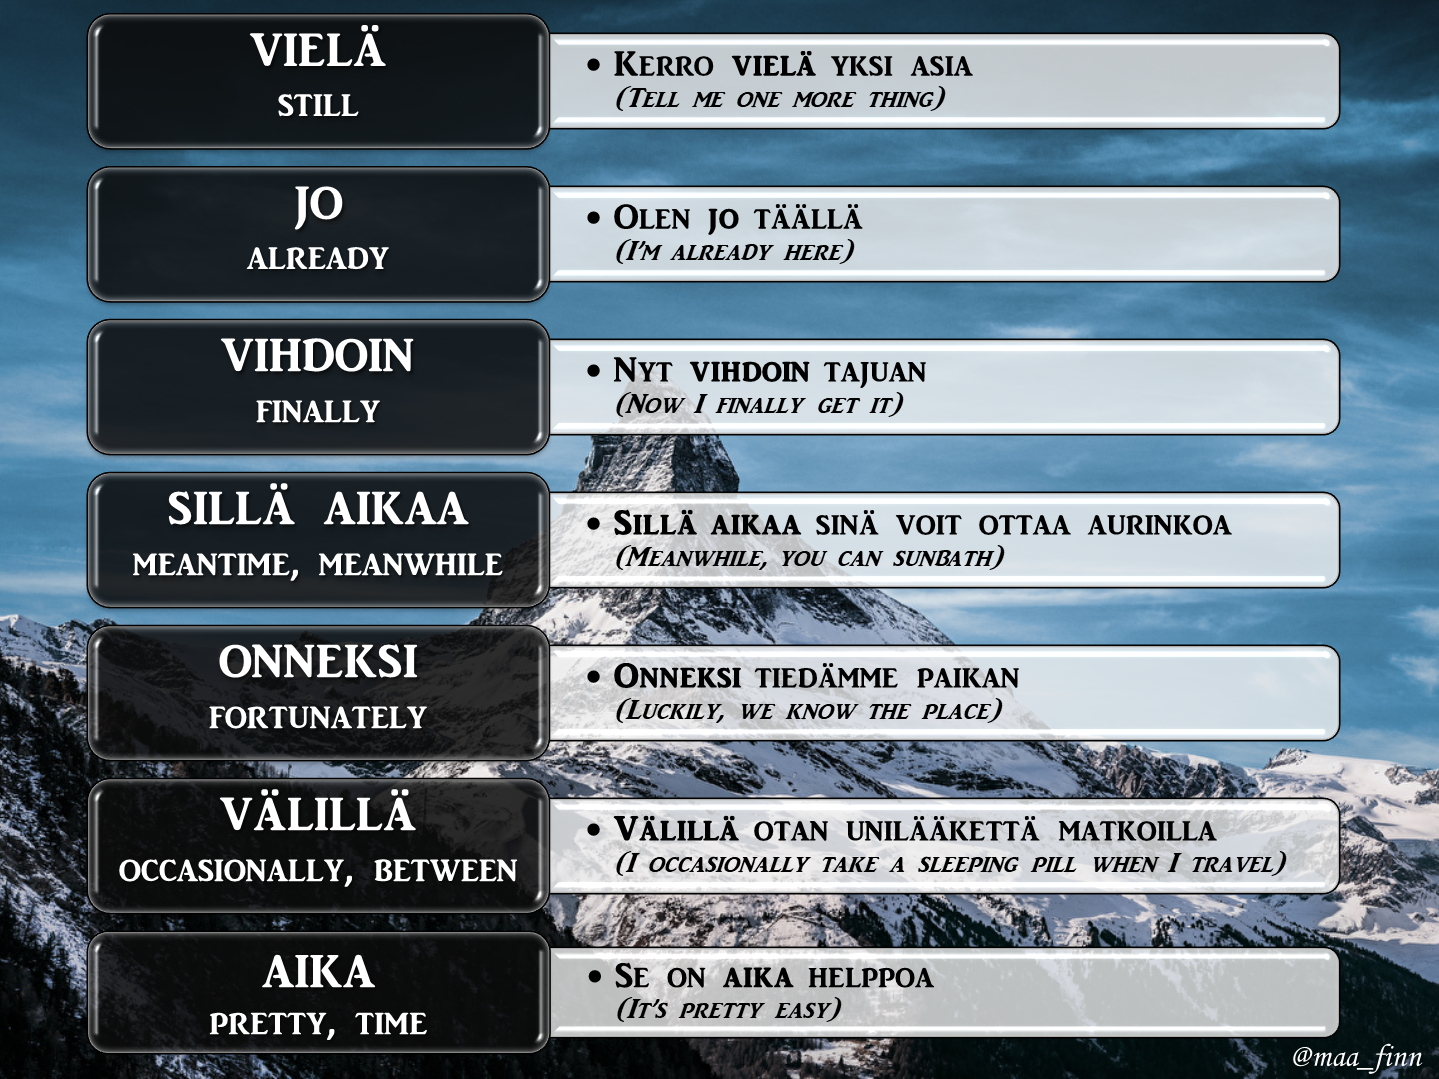 VIELÄ
STILL
• KERRO VIELÄ YKSI ASIA
(TELL ME ONE MORE THING)
JO
ALREADY
• OLEN JO TÄÄLLÄ
(I'M ALREADY HERE)
VIHDOIN
FINALLY
• NYT VIHDOIN TAJUAN
(NOW I FINALLY GET IT)
SILLÄ AIKAA
MEANTIME, MEANWHILE
• SILLÄ AIKAA SINÄ VOIT OTTAA AURINKOA
(MEANWHILE, YOU CAN SUNBATH)
ONNEKSI
FORTUNATELY
• ONNEKSI TIEDÄMME PAIKAN
(LUCKILY, WE KNOW THE PLACE)
VÄLILLÄ
OCCASIONALLY, BETWEEN
• VÄLILLÄ OTAN UNILÄÄKETTÄ MATKOILLA
(I OCCASIONALLY TAKE A SLEEPING PILL WHEN I TRAVEL)
AIKA
PRETTY, TIME
• SE ON AIKA HELPPOA
(IT'S PRETTY EASY)
@maa_finn